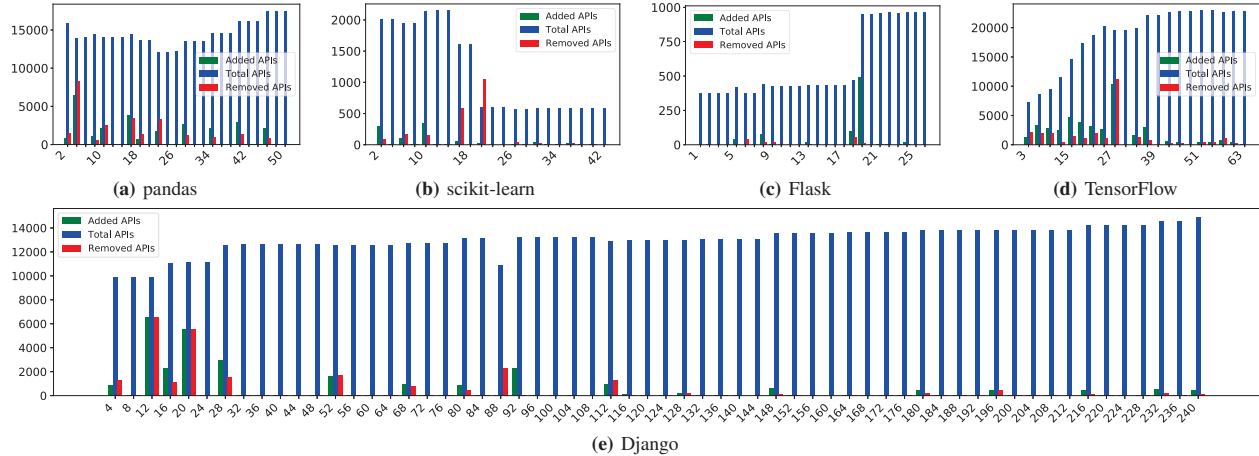 15000
10000
5000
0
Added APIs
Total APIs
Removed APIs
2 10 18 26 34 42 50
(a) pandas
2000
1500
1000
500
0
Added APIs
Total APIs
Removed APIs
2 10 18 28 34 42
(b) scikit-learn
1000
750
500
250
0
Added APIs
Total APIs
Removed APIs
1 5 9 13 17 21 25
(c) Flask
20000
15000
10000
5000
0
Added APIs
Total APIs
Removed APIs
3 15 27 39 51 63
(d) TensorFlow
14000
12000
10000
8000
6000
4000
2000
0
Added APIs
Total APIs
Removed APIs
4 8 12 16 20 24 28 32 36 40 44 48 52 56 60 64 68 72 76 80 84 88 92 96 100 104 108 112 116 120 124 128 132 136 140 144 148 152 156 160 164 168 172 176 180 184 188 192 196 200 204 208 212 216 220 224 228 232 236 240
(e) Django